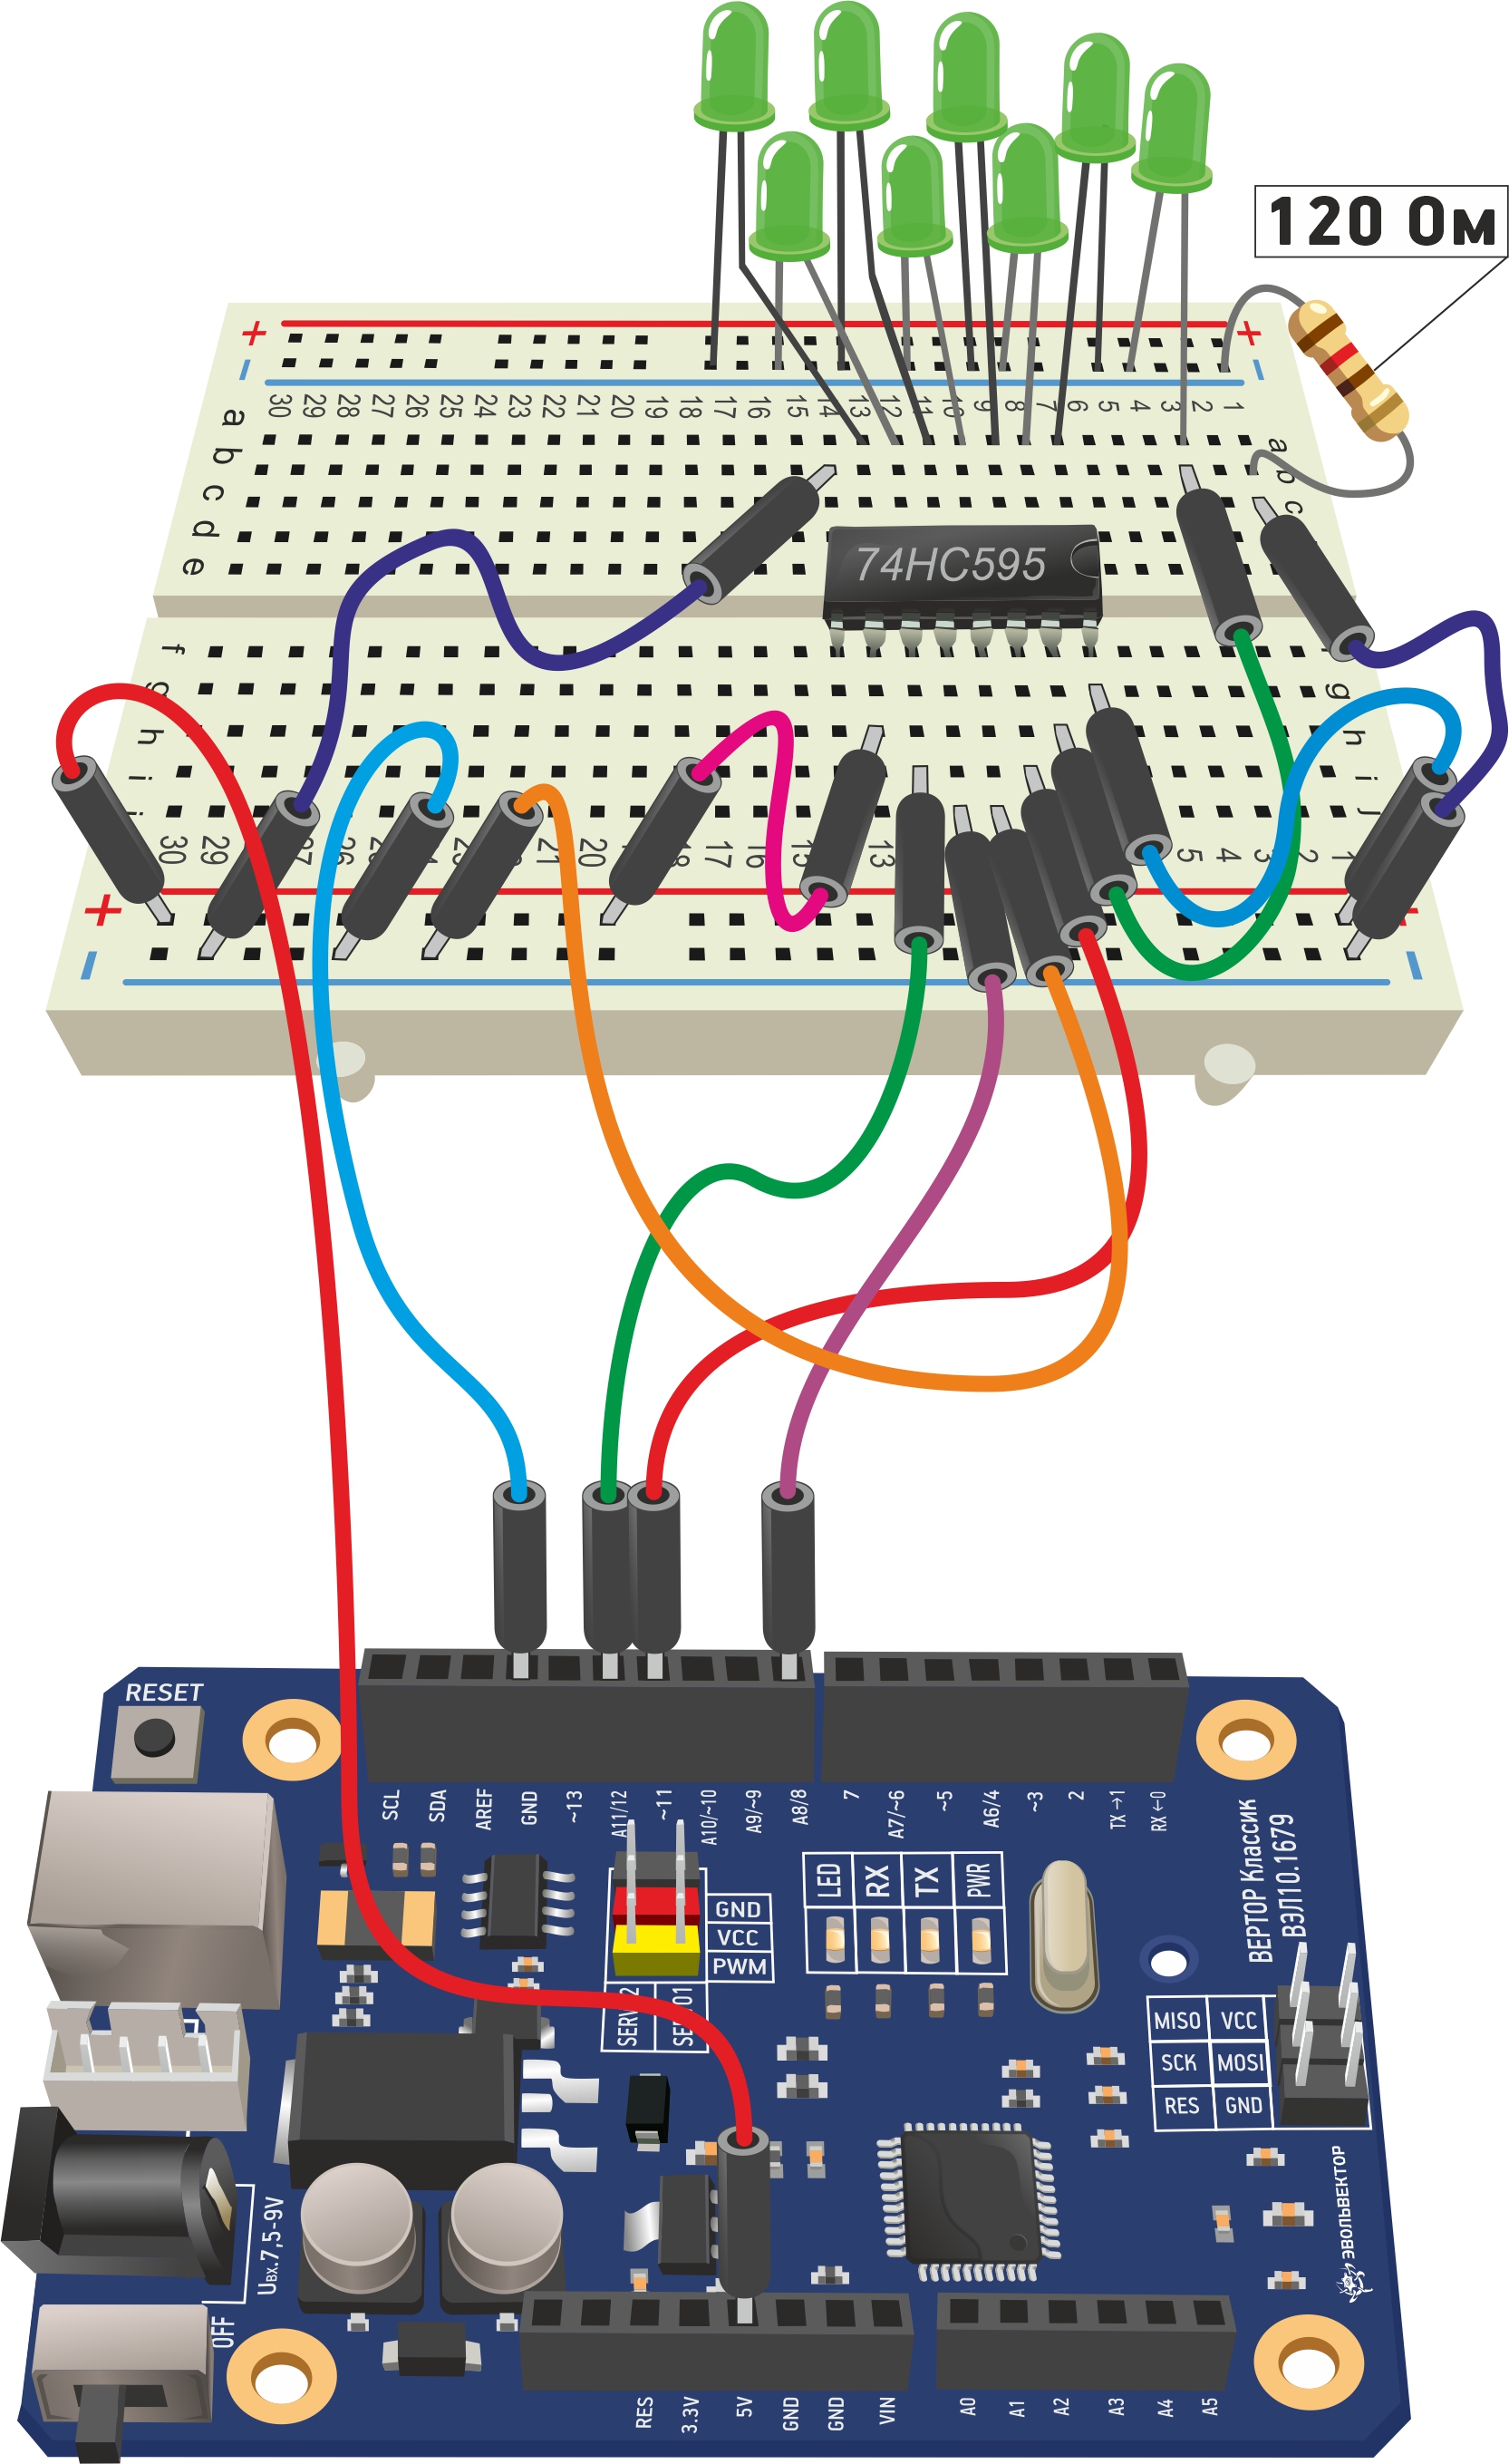 120 Ом
+ +
− −
30 29 28 27 26 25 24 23 22 21 20 19 18 17 16 15 14 13 12 11 10 9 8 7 6 5 4 3 2 1
a a
b b
c c
d
e
74HC595
f
g g
h h
i i
j J
30 29 27 26 21 20 18 17 16 15 13 5 4 3 2 1
+ +
− −
RESET
SCL SDA AREF GND ~13 A11/12 ~11 A10/~10 A9/~9 A8/8 7 A7/~6 ~5 A6/4 ~3 2 TX→1 RX←0
GND
VCC
PWM
LED RX TX PWR
ВЕРТОР Классик
ВЭЛ10.1679
MISO VCC
SCK MOSI
RES GND
Uвх.7,5-9V
OFF
ЭВОЛЬВЕКТОР
RES 3.3V 5V GND GND VIN A0 A1 A2 A3 A4 A5